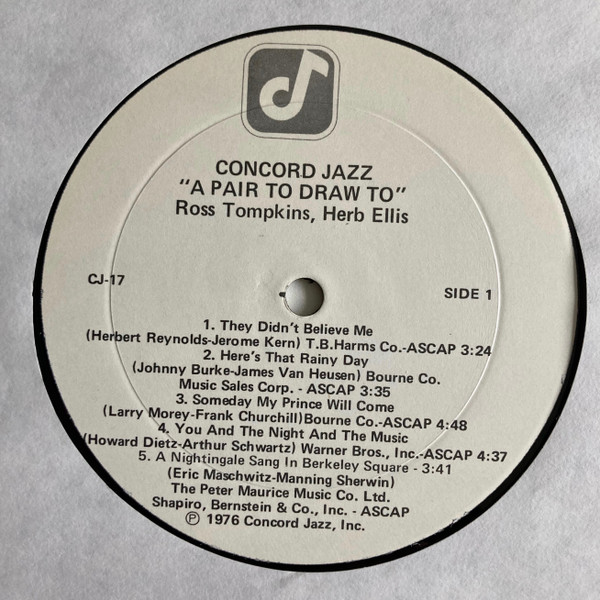 CONCORD JAZZ
"A PAIR TO DRAW TO"
Ross Tompkins, Herb Ellis
CJ-17
SIDE 1
1. They Didn't Believe Me
(Herbert Reynolds-Jerome Kern) T.B.Harms Co.-ASCAP 3:24
2. Here's That Rainy Day
(Johnny Burke-James Van Heusen) Bourne Co.
Music Sales Corp. - ASCAP 3:35
3. Someday My Prince Will Come
(Larry Morey-Frank Churchill)Bourne Co.-ASCAP 4:48
4. You And The Night And The Music
(Howard Dietz-Arthur Schwartz) Warner Bros., Inc.-ASCAP 4:37
5. A Nightingale Sang In Berkeley Square - 3:41
(Eric Maschwitz-Manning Sherwin)
The Peter Maurice Music Co. Ltd.
Shapiro, Bernstein & Co., Inc. - ASCAP
℗ 1976 Concord Jazz, Inc.